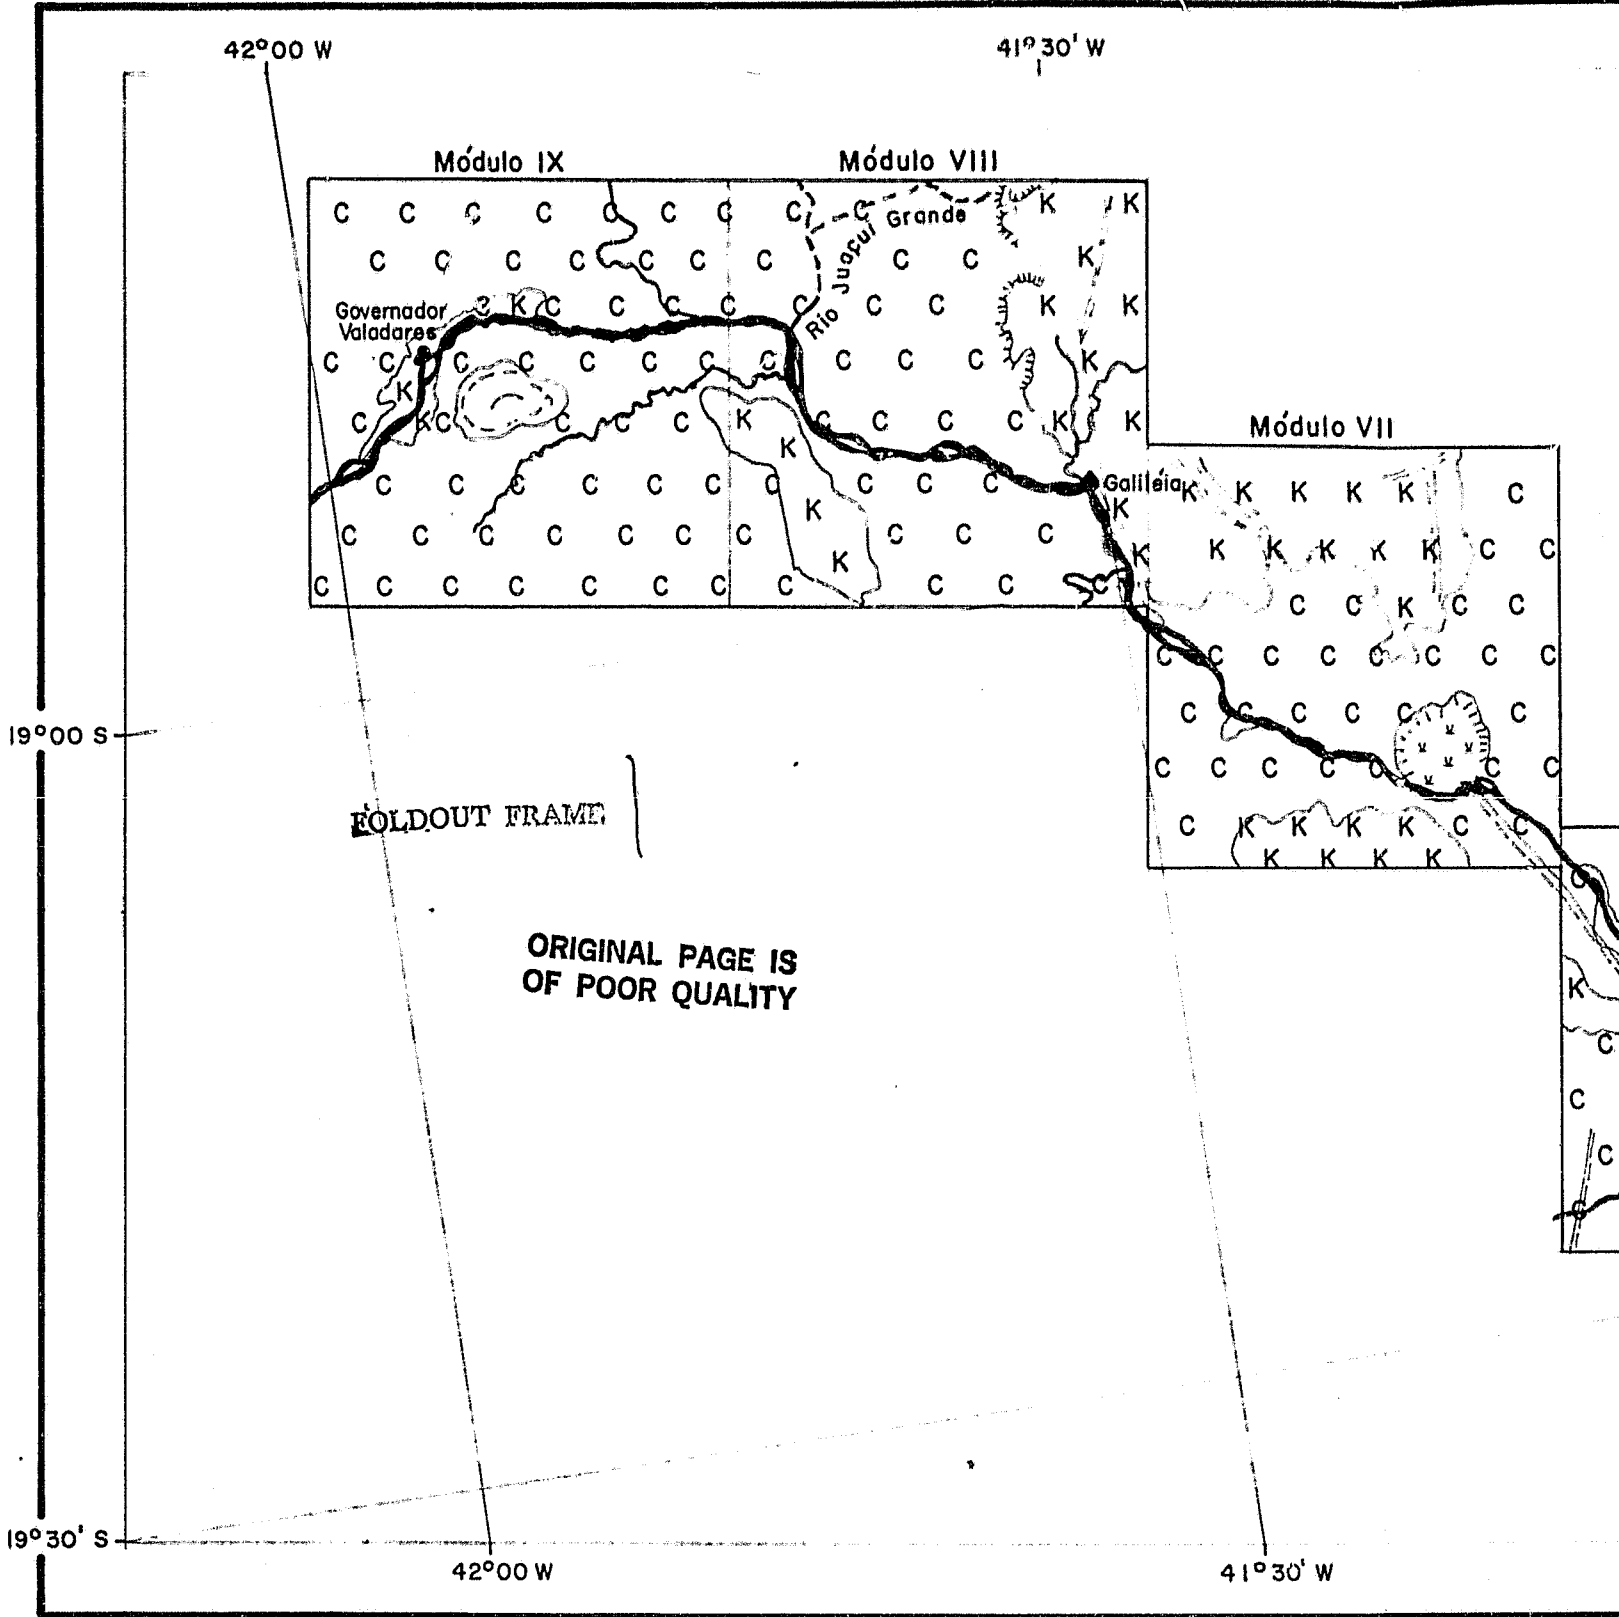 42°00 W
41°30' W
Módulo IX
Módulo VIII
C C C C C C C C C K K
Rio Juaçuí Grande
C C C C C C C C C K
Governador
Valadares
C K C C C C C C C K K
C C C C C C C C C C C K
K
C K C C C C K C C C C K K
K
Módulo VII
C C C C C C C C C C
Galiléia
K K K K K C
K
K
C C C C C C C C C C
K
K K K K K K C C
K
C C C C C C C C C C C
C C K C C
C C C C C C C C
C C C C C C
19°00 S
K K K K K
C C C C C C C
C K K K K C C
K K K K
FOLDOUT FRAME
C
ORIGINAL PAGE IS
OF POOR QUALITY
K
C
C
C
C
19°30' S
42°00 W
41°30' W